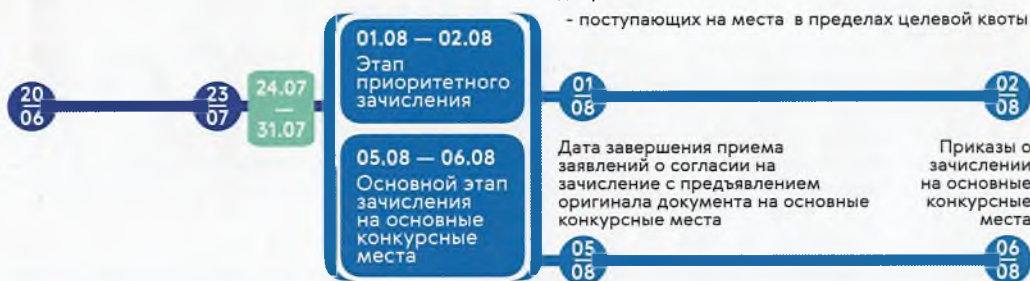 - поступающих на места в пределах целевой квоты
20
06
23
07
24.07
—
31.07
01.08 — 02.08
Этап
приоритетного
зачисления
05.08 — 06.08
Основной этап
зачисления
на основные
конкурсные
места
01
08
02
08
Дата завершения приема
заявлений о согласии на
зачисление с предъявлением
оригинала документа на основные
конкурсные места
Приказы о
зачислении
на основные
конкурсные
места
05
08
06
08